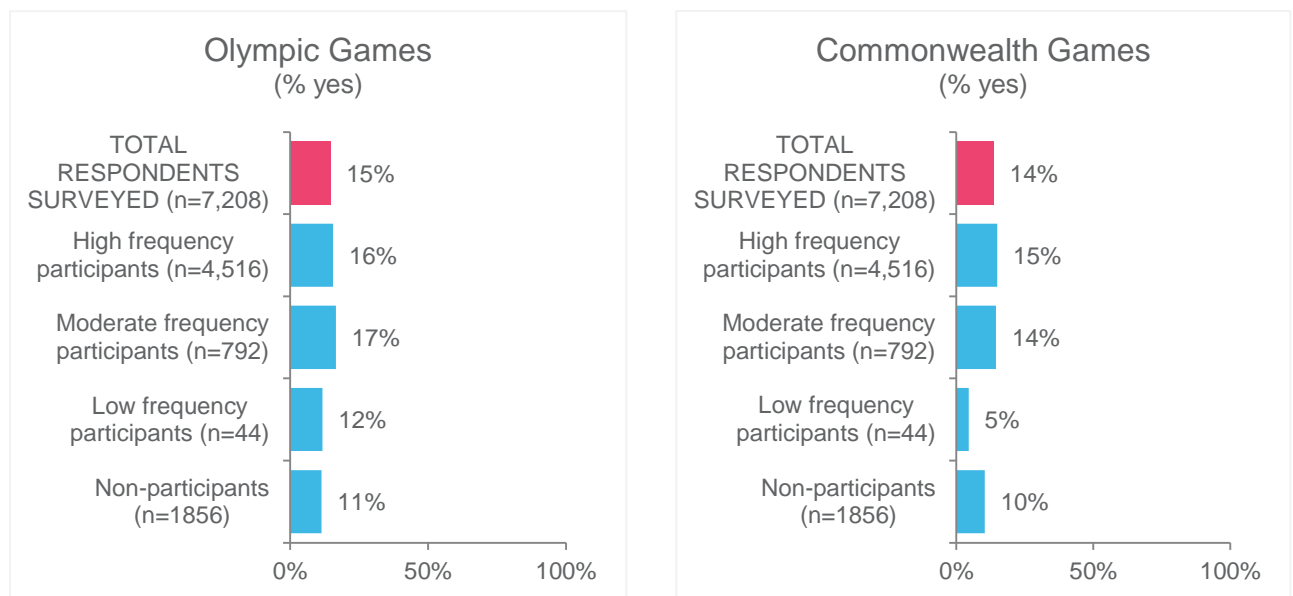 Olympic Games
(% yes)
TOTAL
RESPONDENTS
SURVEYED (n=7,208)
15%
High frequency
participants (n=4,516)
16%
Moderate frequency
participants (n=792)
17%
Low frequency
participants (n=44)
12%
Non-participants
(n=1856)
11%
0%
50%
100%
Commonwealth Games
(% yes)
TOTAL
RESPONDENTS
SURVEYED (n=7,208)
14%
High frequency
participants (n=4,516)
15%
Moderate frequency
participants (n=792)
14%
Low frequency
participants (n=44)
5%
Non-participants
(n=1856)
10%
0%
50%
100%